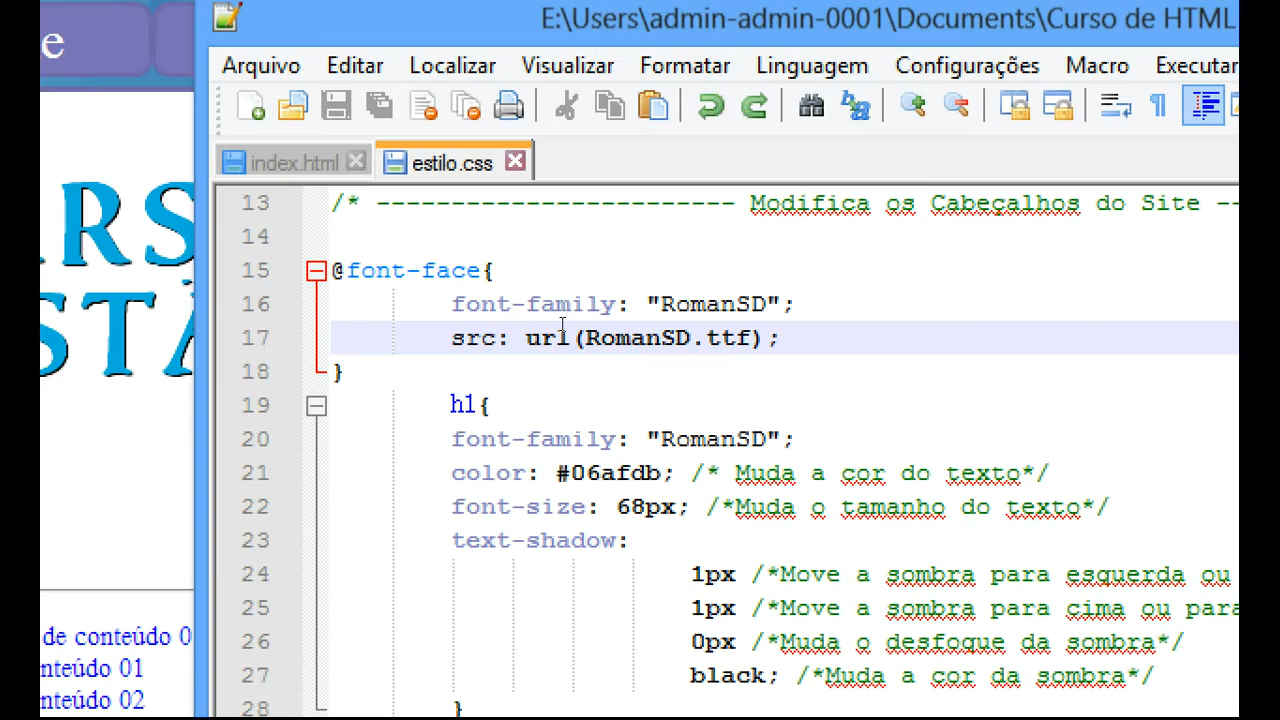 E:\Users\admin-admin-0001\Documents\Curso de HTML
Arquivo Editar Localizar Visualizar Formatar Linguagem Configurações Macro Executar
index.html estilo.css
13 /* ------------------------ Modifica os Cabeçalhos do Site --
14
15 @font-face{
16 font-family: "RomanSD";
17 src: url(RomanSD.ttf);
18 }
19 h1{
20 font-family: "RomanSD";
21 color: #06afdb; /* Muda a cor do texto*/
22 font-size: 68px; /*Muda o tamanho do texto*/
23 text-shadow:
24 1px /*Move a sombra para esquerda ou
25 1px /*Move a sombra para cima ou para
26 0px /*Muda o desfoque da sombra*/
27 black; /*Muda a cor da sombra*/
28 }
e
RS
STÃ
de conteúdo 0
nteúdo 01
onteúdo 02